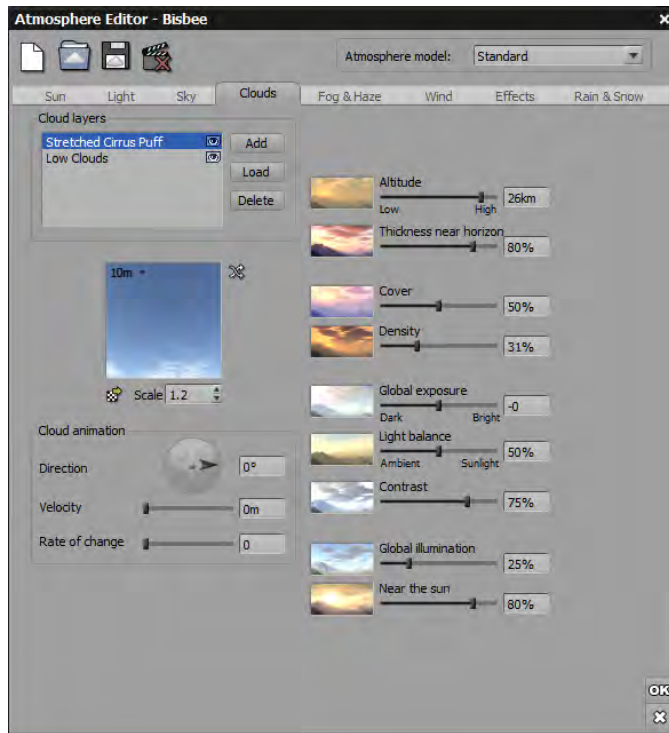 Atmosphere Editor - Bisbee
Atmosphere model: Standard
Sun Light Sky Clouds Fog & Haze Wind Effects Rain & Snow
Cloud layers
Stretched Cirrus Puff
Low Clouds
Add
Load
Delete
10m
Scale 1.2
Cloud animation
Direction 0°
Velocity 0m
Rate of change 0
Altitude
26km
Low High
Thickness near horizon
80%
Cover
50%
Density
31%
Global exposure
-0
Dark Bright
Light balance
50%
Ambient Sunlight
Contrast
75%
Global illumination
25%
Near the sun
80%
OK